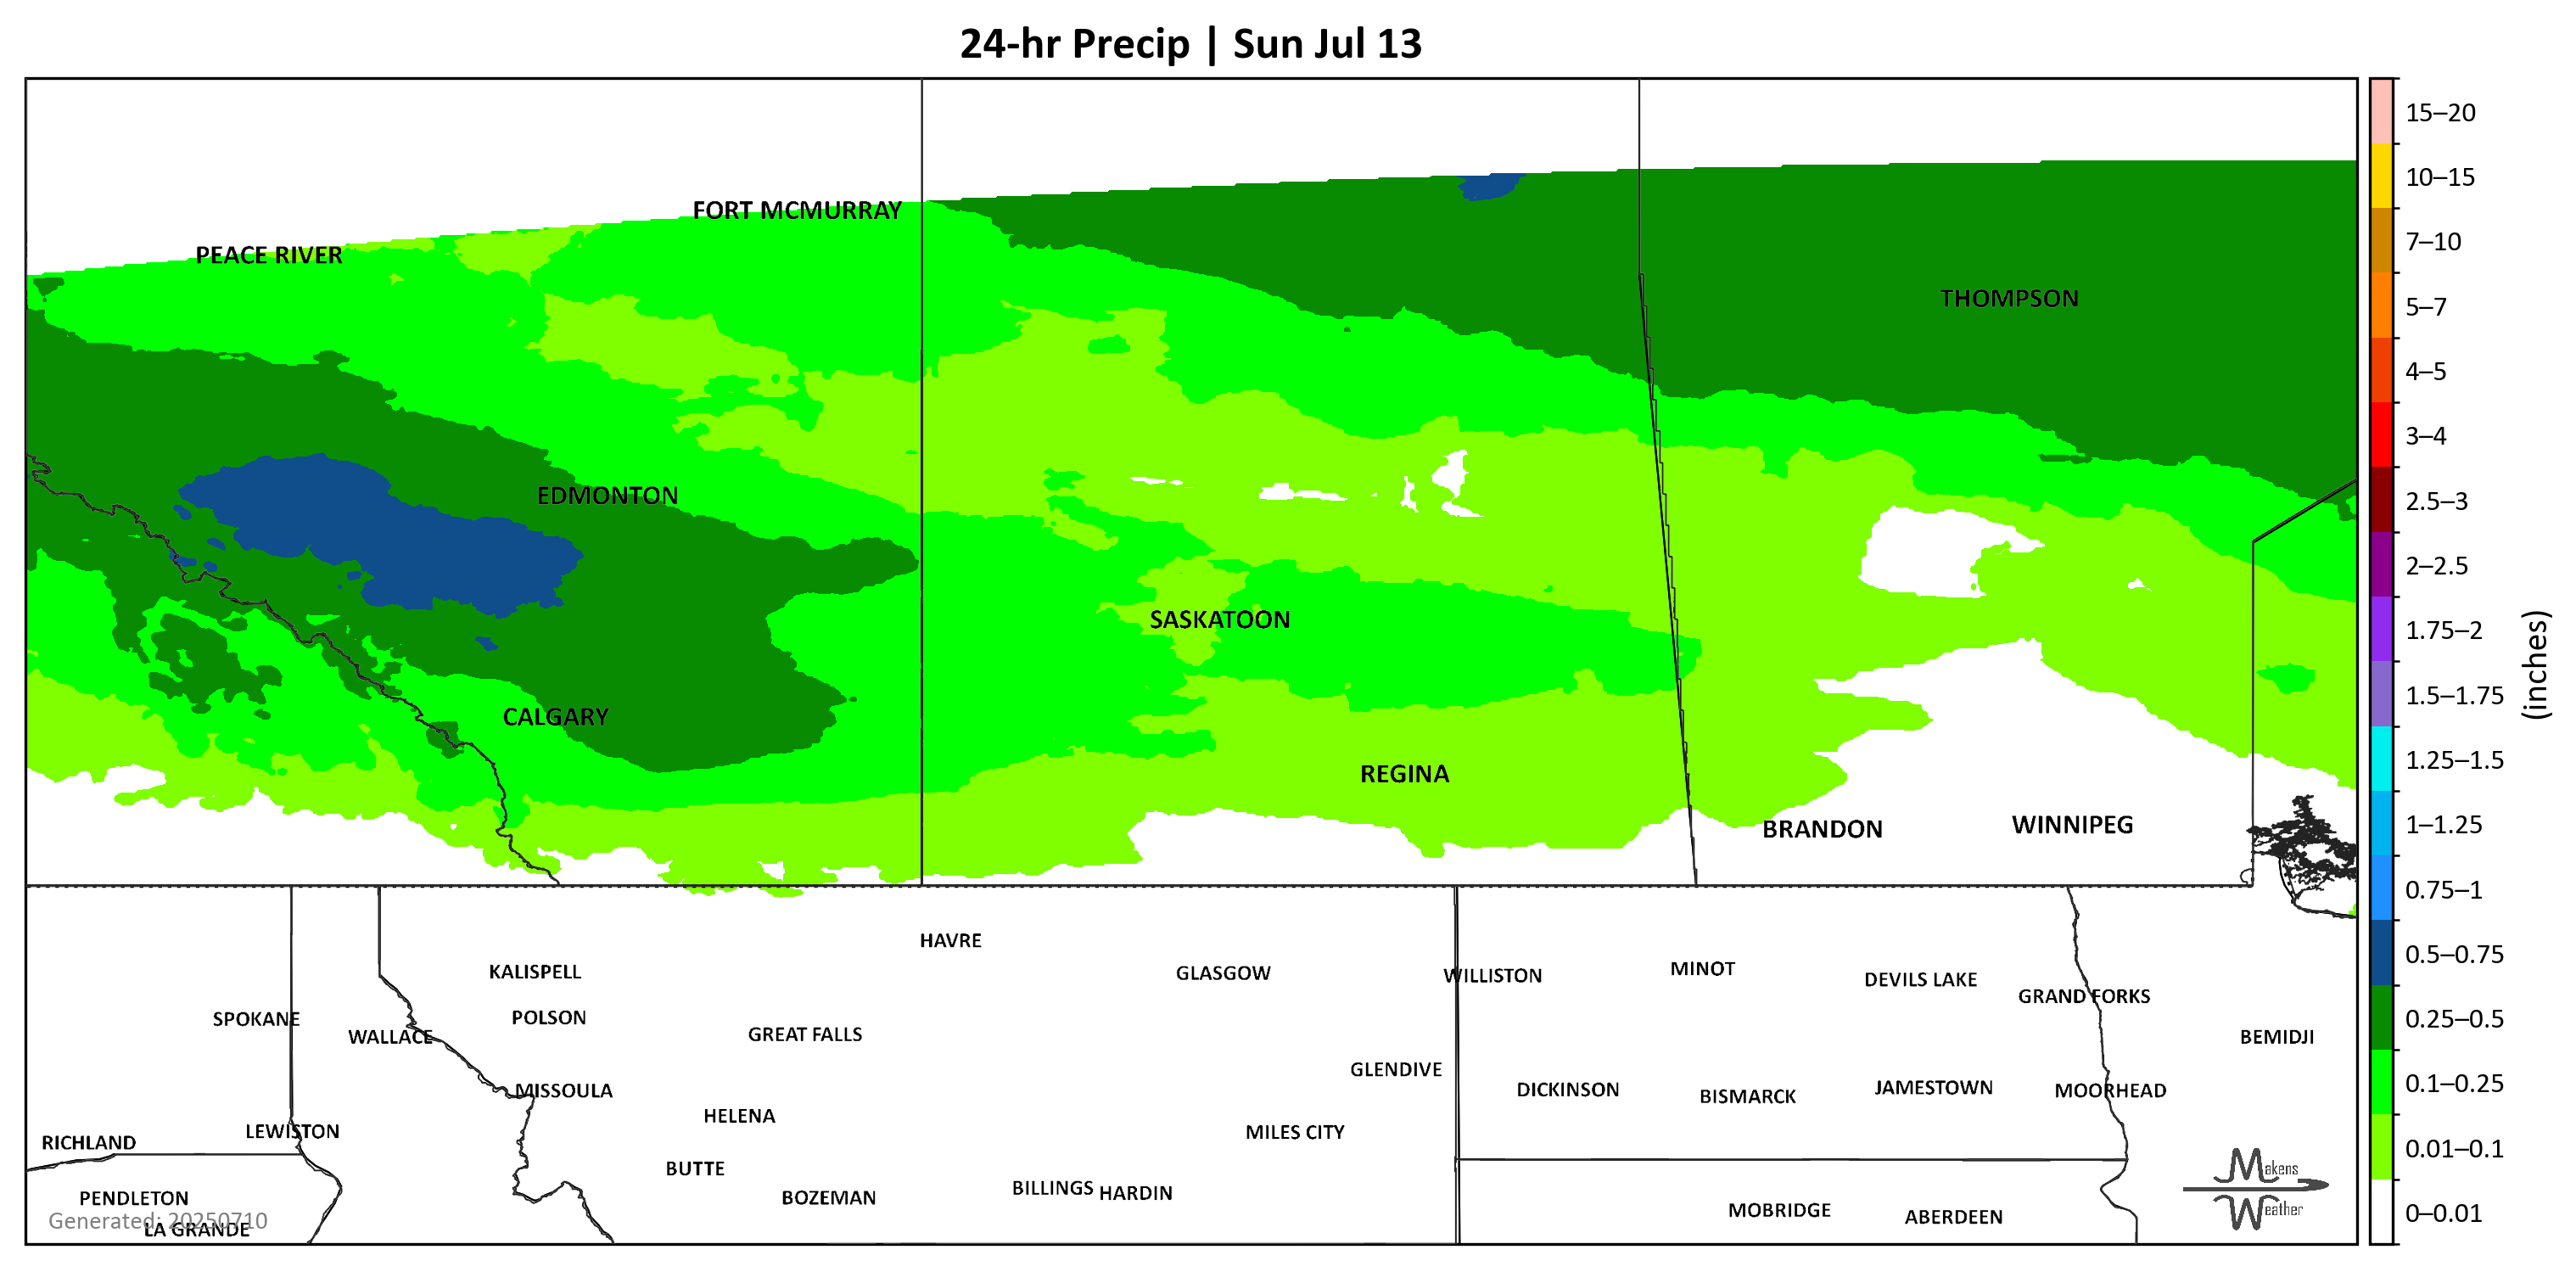 24-hr Precip | Sun Jul 13
FORT MCMURRAY
PEACE RIVER
THOMPSON
EDMONTON
SASKATOON
CALGARY
REGINA
BRANDON
WINNIPEG
HAVRE
KALISPELL
GLASGOW
WILLISTON
MINOT
DEVILS LAKE
GRAND FORKS
SPOKANE
WALLACE
POLSON
GREAT FALLS
BEMIDJI
GLENDIVE
MISSOULA
DICKINSON
BISMARCK
JAMESTOWN
MOORHEAD
HELENA
RICHLAND
LEWISTON
MILES CITY
BUTTE
BOZEMAN
BILLINGS
HARDIN
PENDLETON
MOBRIDGE
ABERDEEN
Generated: 20250710
LA GRANDE
Makens
Weather
15–20
10–15
7–10
5–7
4–5
3–4
2.5–3
2–2.5
1.75–2
1.5–1.75
1.25–1.5
1–1.25
0.75–1
0.5–0.75
0.25–0.5
0.1–0.25
0.01–0.1
0–0.01
(inches)